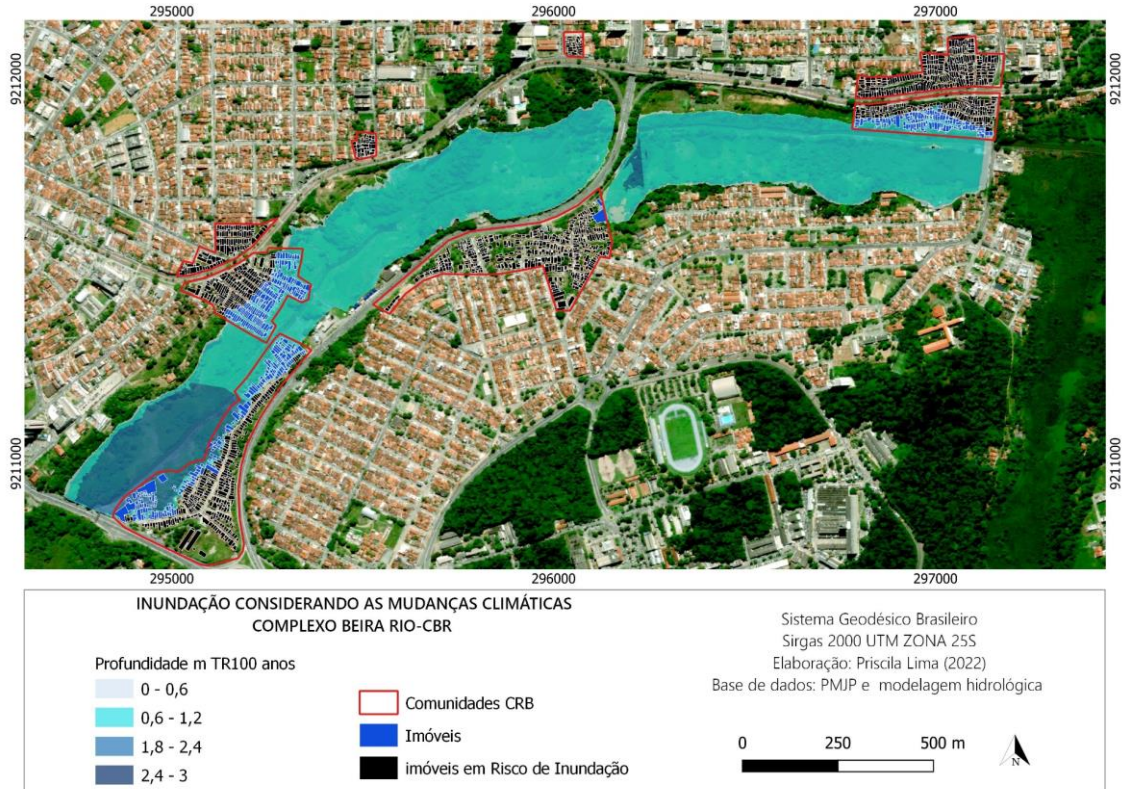 295000 296000 297000
9212000 9212000
9211000 9211000
295000 296000 297000
INUNDAÇÃO CONSIDERANDO AS MUDANÇAS CLIMÁTICAS
COMPLEXO BEIRA RIO-CBR
Profundidade m TR100 anos
0 - 0,6
0,6 - 1,2
1,8 - 2,4
2,4 - 3
Comunidades CRB
Imóveis
imóveis em Risco de Inundação
Sistema Geodésico Brasileiro
Sirgas 2000 UTM ZONA 25S
Elaboração: Priscila Lima (2022)
Base de dados: PMJP e modelagem hidrológica
0 250 500 m
N